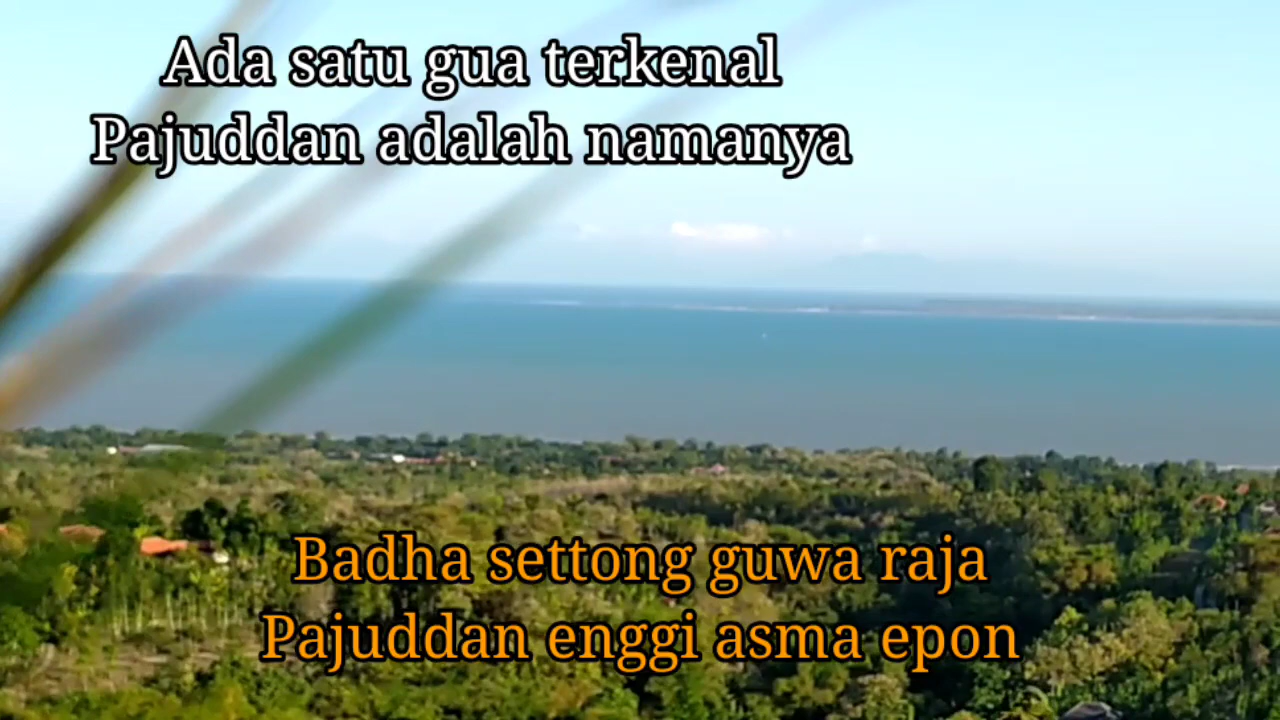 Ada satu gua terkenal
Pajuddan adalah namanya
Badha settong guwa raja
Pajuddan enggi asma epon